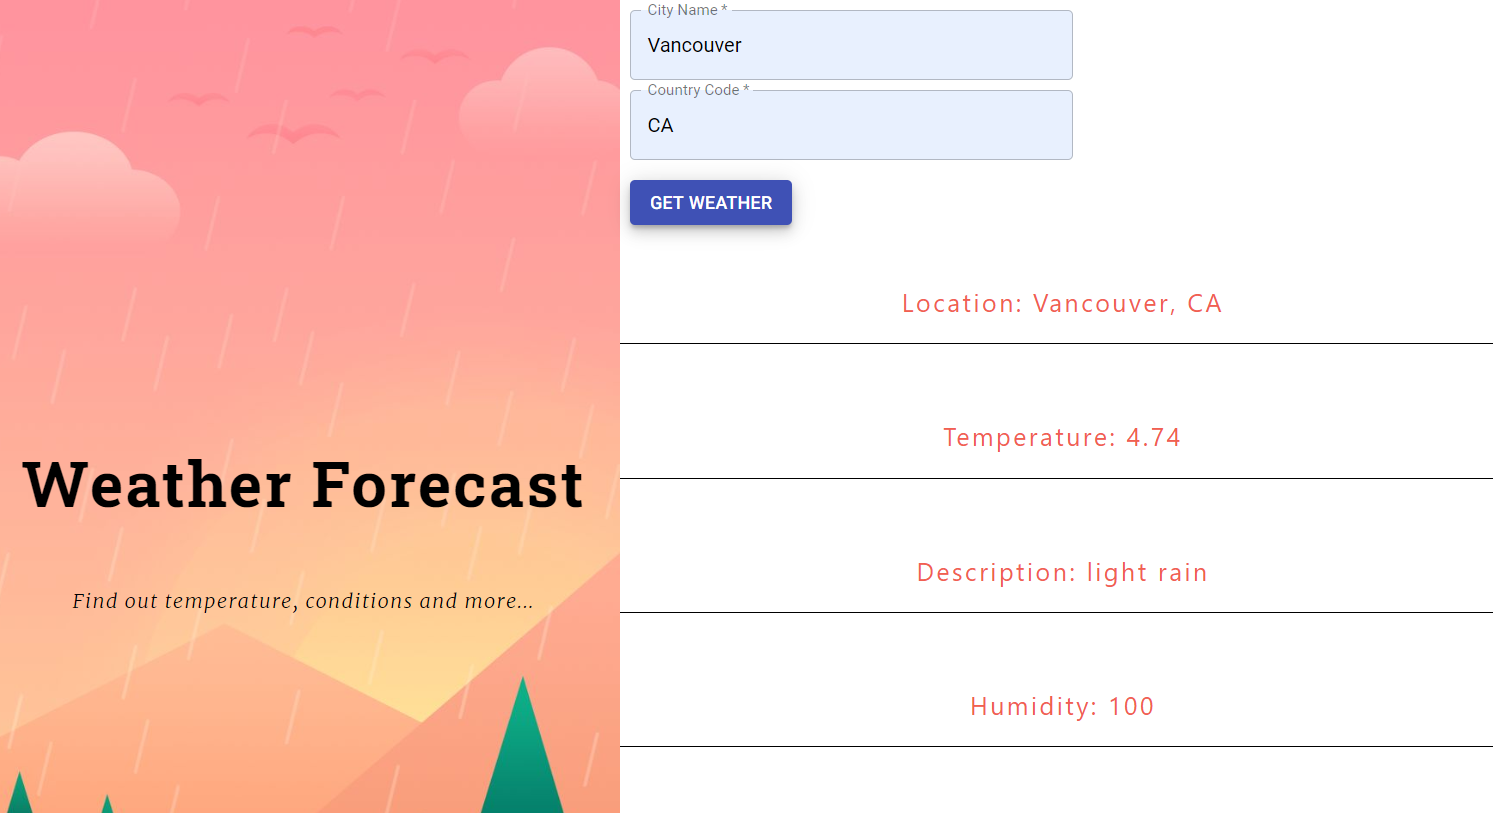 Weather Forecast
Find out temperature, conditions and more...
City Name *
Vancouver
Country Code *
CA
GET WEATHER
Location: Vancouver, CA
Temperature: 4.74
Description: light rain
Humidity: 100